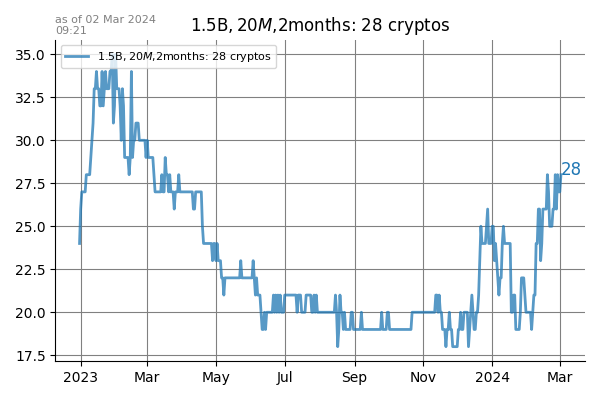 as of 02 Mar 2024
09:21
1.5B,20M,2months: 28 cryptos
1.5B,20M,2months: 28 cryptos
35.0
32.5
30.0
27.5
25.0
22.5
20.0
17.5
28
2023
Mar
May
Jul
Sep
Nov
2024
Mar